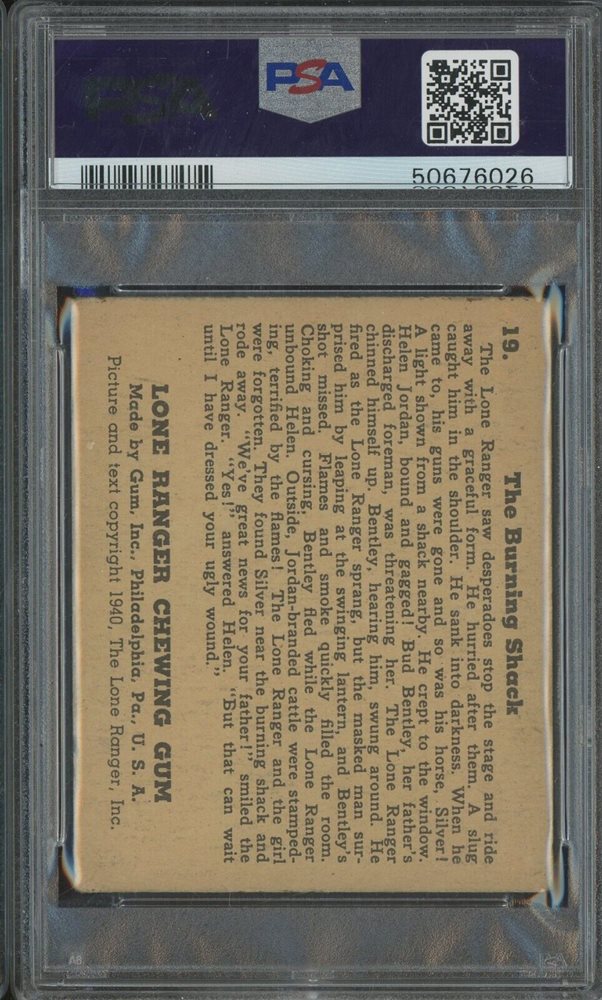 PSA
50676026
19. The Burning Shack
The Lone Ranger saw desperadoes stop the stage and ride
away with a graceful form. He hurried after them. A slug
caught him in the shoulder. He sank into darkness. When he
came to, his guns were gone and so was his horse, Silver!
A light shown from a shack nearby. He crept to the window.
Helen Jordan, bound and gagged! Bud Bentley, her father's
discharged foreman, was threatening her. The Lone Ranger
chinned himself up. Bentley, hearing him, swung around. He
fired as the Lone Ranger sprang, but the masked man sur-
prised him by leaping at the swinging lantern, and Bentley's
shot missed. Flames and smoke quickly filled the room.
Choking and cursing, Bentley fled while the Lone Ranger
unbound Helen. Outside, Jordan-branded cattle were stamped-
ing, terrified by the flames! The Lone Ranger and the girl
were forgotten. They found Silver near the burning shack and
rode away. "We've great news for your father!" smiled the
Lone Ranger. "Yes!" answered Helen. "But that can wait
until I have dressed your ugly wound."
LONE RANGER CHEWING GUM
Made by Gum, Inc., Philadelphia, Pa., U. S. A.
Picture and text copyright 1940, The Lone Ranger, Inc.
A8